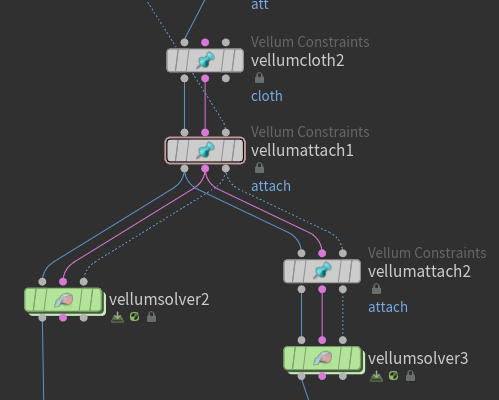 att
Vellum Constraints
vellumcloth2
cloth
Vellum Constraints
vellumattach1
attach
Vellum Constraints
vellumattach2
attach
vellumsolver2
vellumsolver3